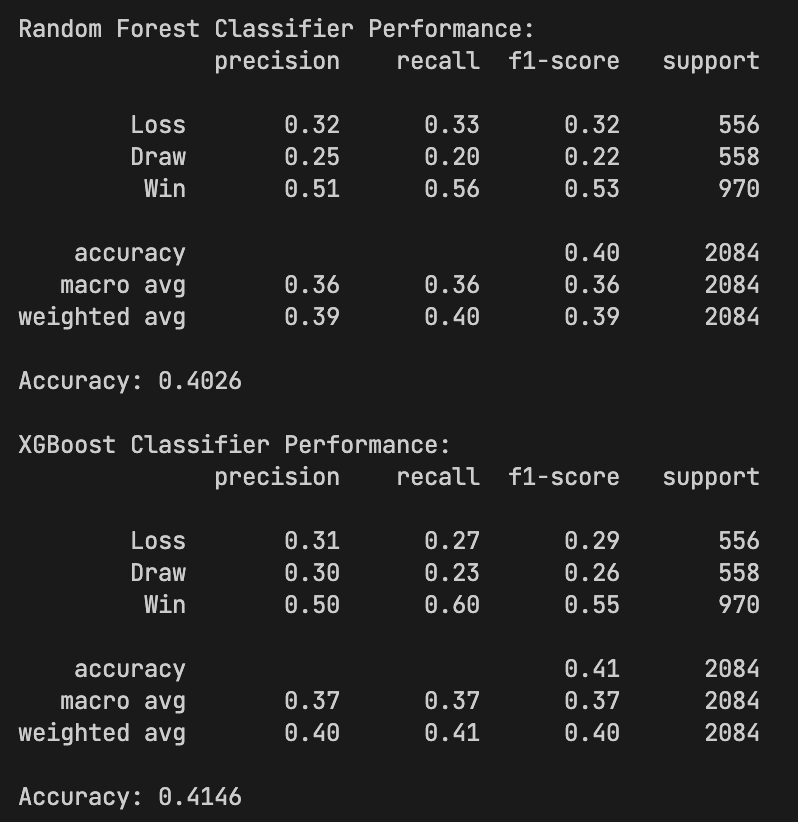 Random Forest Classifier Performance:
precision recall f1-score support
Loss 0.32 0.33 0.32 556
Draw 0.25 0.20 0.22 558
Win 0.51 0.56 0.53 970
accuracy 0.40 2084
macro avg 0.36 0.36 0.36 2084
weighted avg 0.39 0.40 0.39 2084
Accuracy: 0.4026
XGBoost Classifier Performance:
precision recall f1-score support
Loss 0.31 0.27 0.29 556
Draw 0.30 0.23 0.26 558
Win 0.50 0.60 0.55 970
accuracy 0.41 2084
macro avg 0.37 0.37 0.37 2084
weighted avg 0.40 0.41 0.40 2084
Accuracy: 0.4146